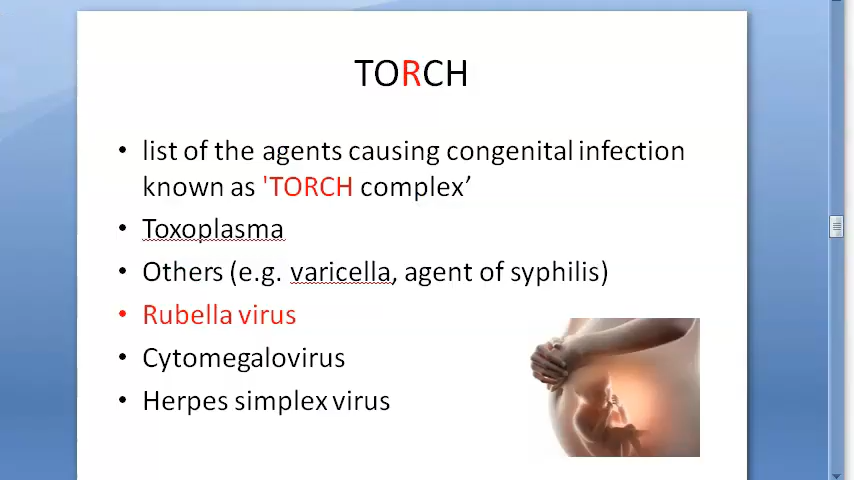 TORCH
• list of the agents causing congenital infection
known as 'TORCH complex’
• Toxoplasma
• Others (e.g. varicella, agent of syphilis)
• Rubella virus
• Cytomegalovirus
• Herpes simplex virus